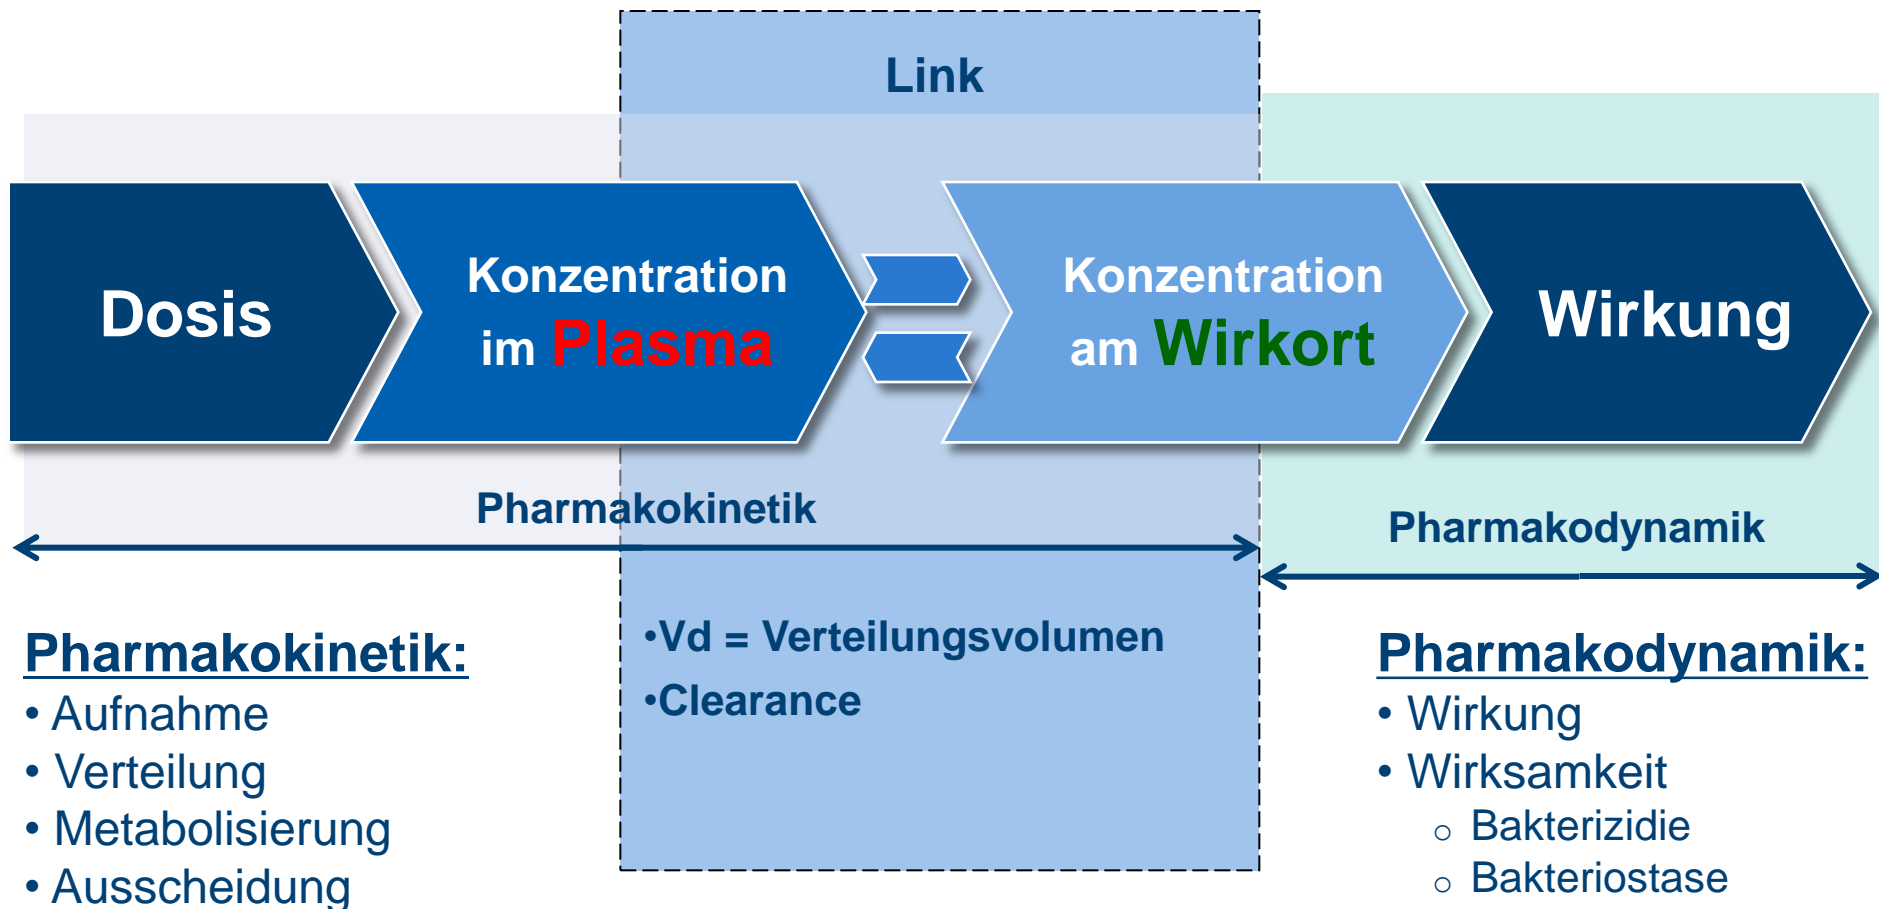 Link
Dosis
Konzentration
im Plasma
Konzentration
am Wirkort
Wirkung
Pharmakokinetik
Pharmakodynamik
Pharmakokinetik:
• Aufnahme
• Verteilung
• Metabolisierung
• Ausscheidung
•Vd = Verteilungsvolumen
•Clearance
Pharmakodynamik:
• Wirkung
• Wirksamkeit
o Bakterizidie
o Bakteriostase